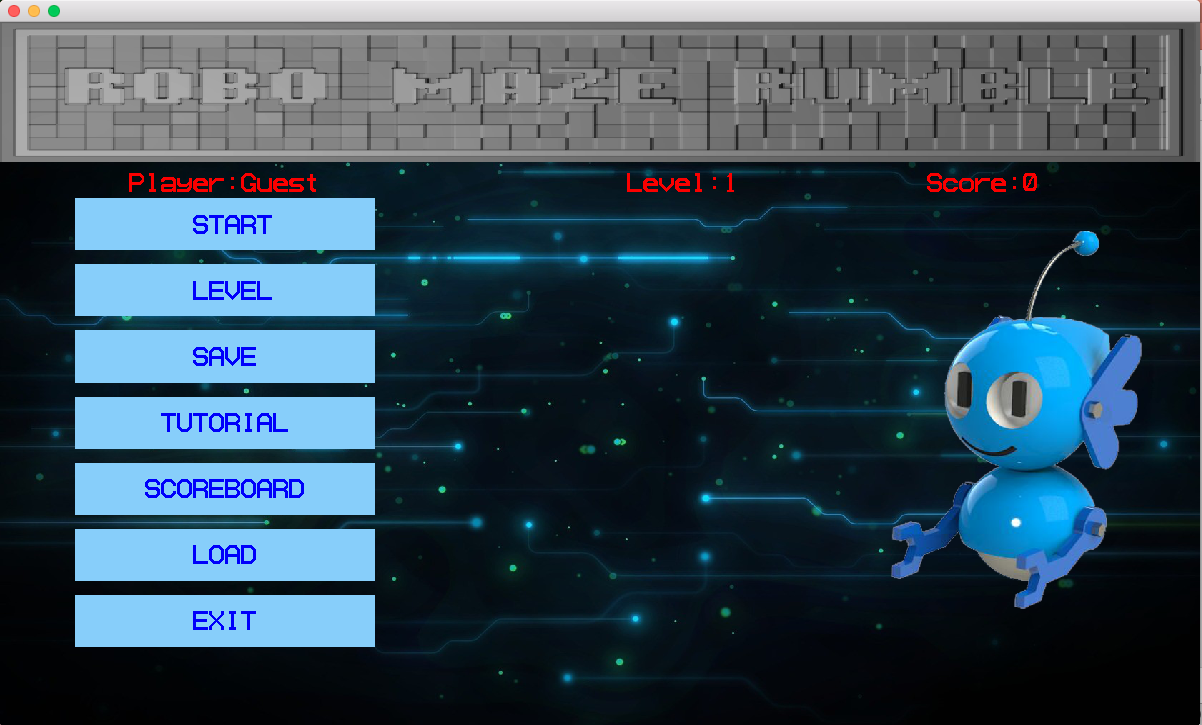 ROBO MAZE RUMBLE
Player:Guest Level:1 Score:0
START
LEVEL
SAVE
TUTORIAL
SCOREBOARD
LOAD
EXIT